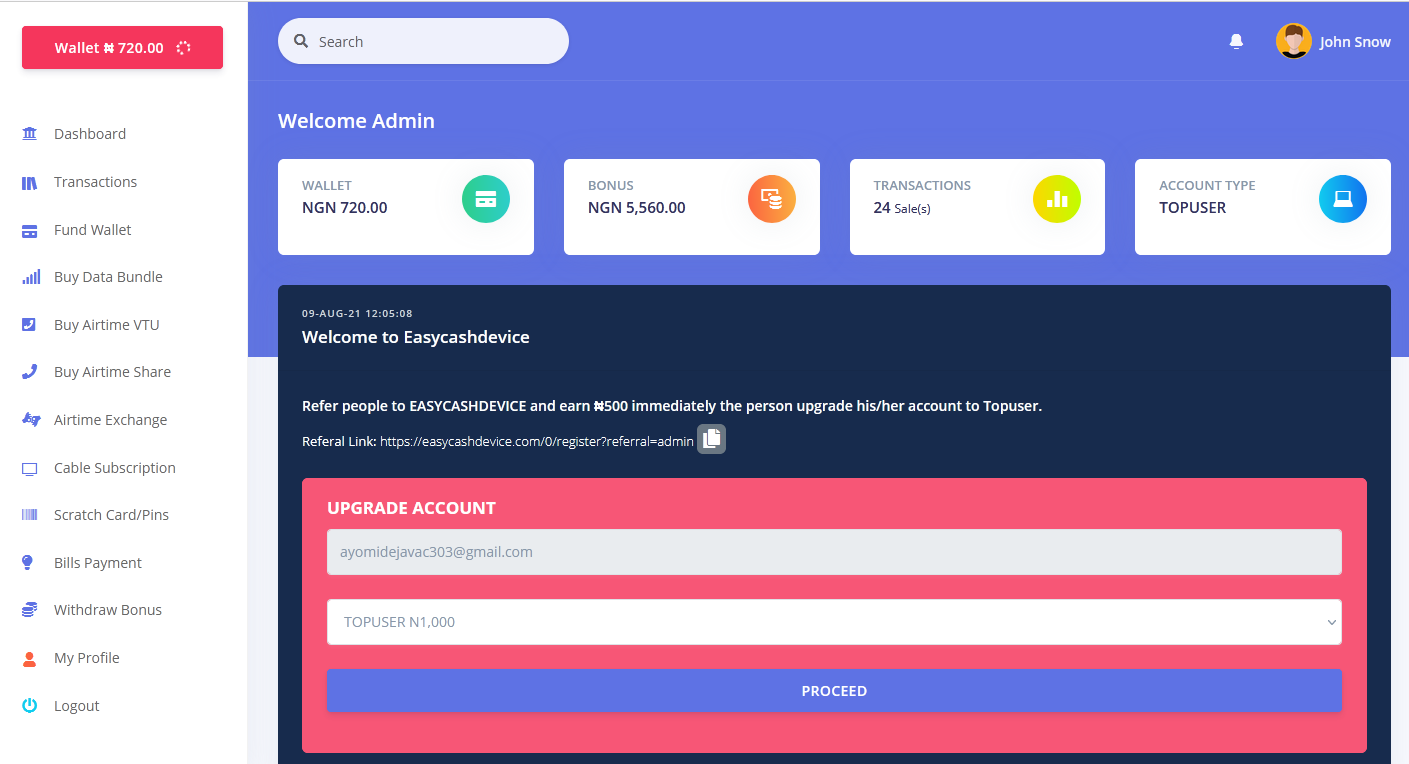 Wallet ₦ 720.00
Dashboard
Transactions
Fund Wallet
Buy Data Bundle
Buy Airtime VTU
Buy Airtime Share
Airtime Exchange
Cable Subscription
Scratch Card/Pins
Bills Payment
Withdraw Bonus
My Profile
Logout
Search
John Snow
Welcome Admin
WALLET
NGN 720.00
BONUS
NGN 5,560.00
TRANSACTIONS
24 Sale(s)
ACCOUNT TYPE
TOPUSER
09-AUG-21 12:05:08
Welcome to Easycashdevice
Refer people to EASYCASHDEVICE and earn ₦500 immediately the person upgrade his/her account to Topuser.
Referal Link: https://easycashdevice.com/0/register?referral=admin
UPGRADE ACCOUNT
ayomidejavac303@gmail.com
TOPUSER N1,000
PROCEED